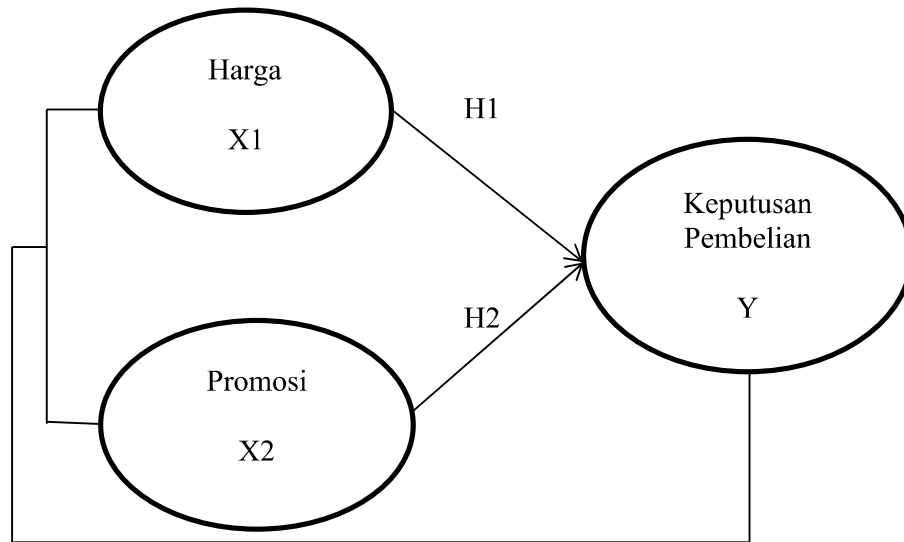 Harga
X1
H1
Keputusan
Pembelian
Y
H2
Promosi
X2